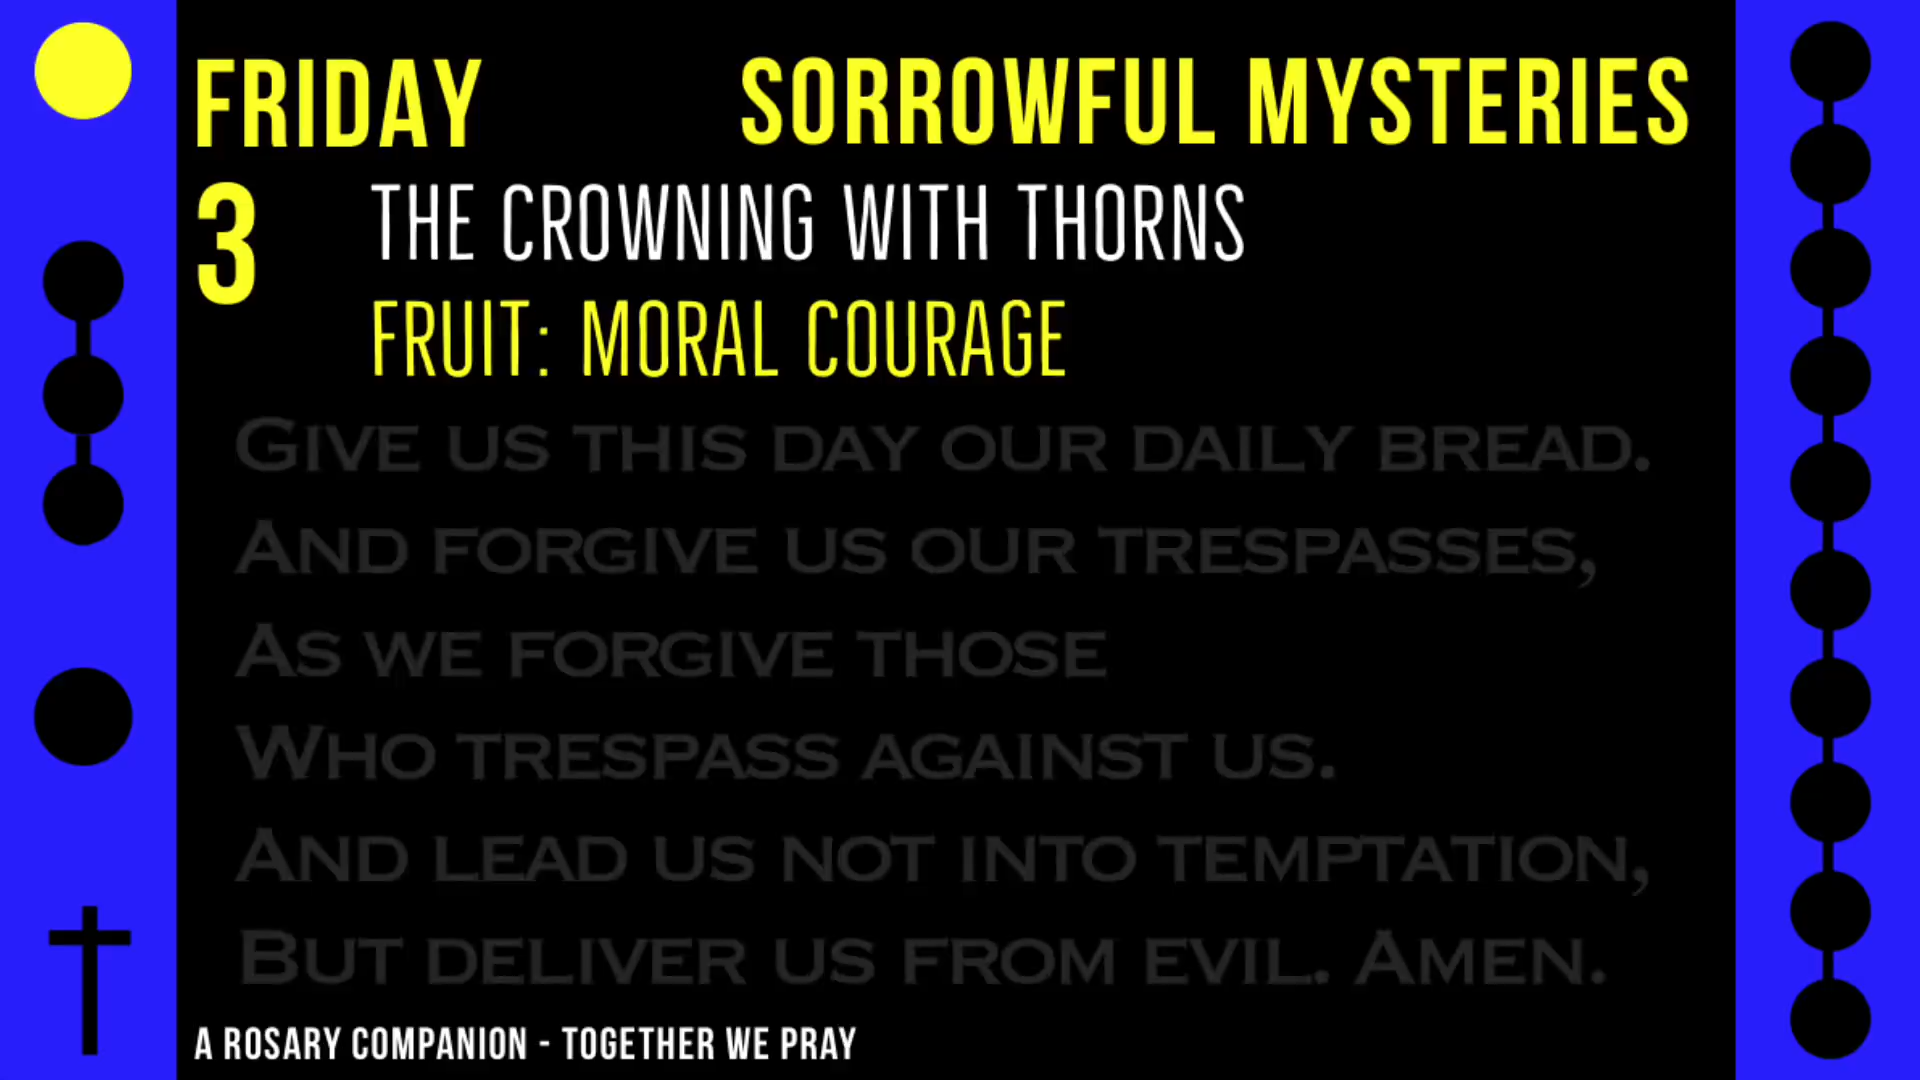 FRIDAY SORROWFUL MYSTERIES
3 THE CROWNING WITH THORNS
FRUIT: MORAL COURAGE
GIVE US THIS DAY OUR DAILY BREAD.
AND FORGIVE US OUR TRESPASSES,
AS WE FORGIVE THOSE
WHO TRESPASS AGAINST US.
AND LEAD US NOT INTO TEMPTATION,
BUT DELIVER US FROM EVIL. AMEN.
A ROSARY COMPANION - TOGETHER WE PRAY